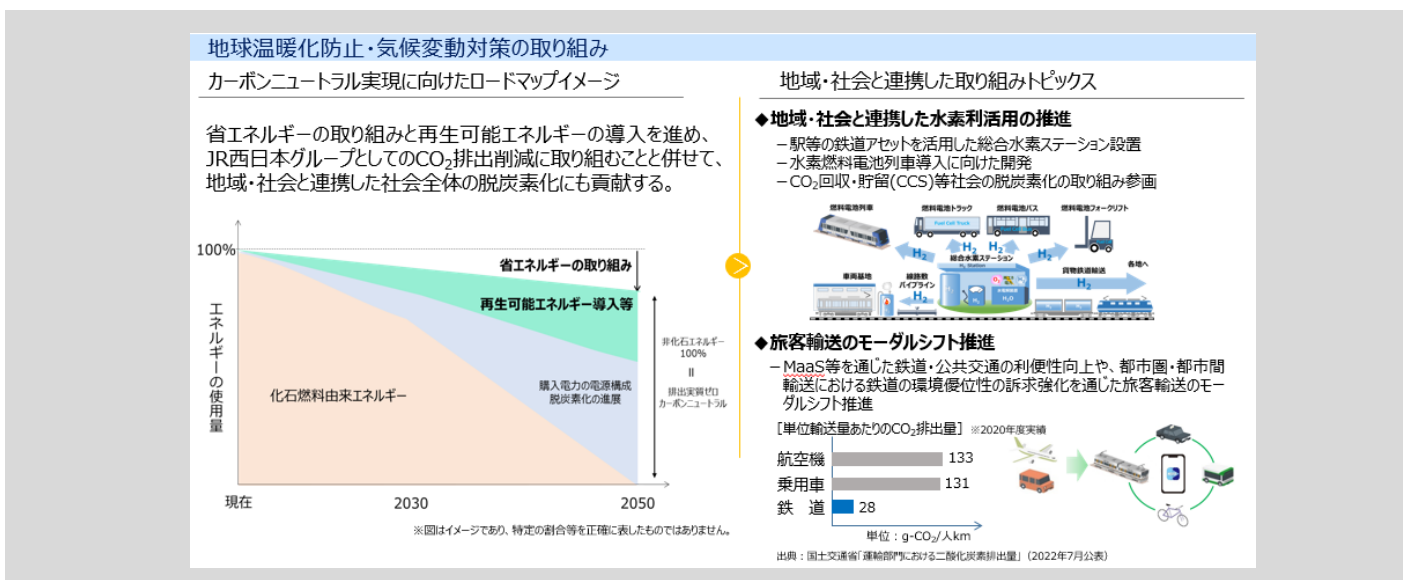 地球温暖化防止・気候変動対策の取り組み
カーボンニュートラル実現に向けたロードマップイメージ
省エネルギーの取り組みと再生可能エネルギーの導入を進め、
JR西日本グループとしてのCO₂排出削減に取り組むことと併せて、
地域・社会と連携した社会全体の脱炭素化にも貢献する。
100%
エネルギーの使用量
省エネルギーの取り組み
再生可能エネルギー導入等
化石燃料由来エネルギー
購入電力の電源構成
脱炭素化の進展
非化石エネルギー
100%
=
排出実質ゼロ
カーボンニュートラル
現在
2030
2050
※図はイメージであり、特定の割合等を正確に表したものではありません。
地域・社会と連携した取り組みトピックス
◆地域・社会と連携した水素利活用の推進
－駅等の鉄道アセットを活用した総合水素ステーション設置
－水素燃料電池列車導入に向けた開発
－CO₂回収・貯留(CCS)等社会の脱炭素化の取り組み参画
燃料電池列車
燃料電池トラック
燃料電池バス
燃料電池フォークリフト
Fuel Cell Truck
H₂
H₂
H₂
H₂
総合水素ステーション
H₂ Station
車両基地
線路敷
パイプライン
H₂
H₂
H₂O
貨物鉄道輸送
H₂
各地へ
◆旅客輸送のモーダルシフト推進
－MaaS等を通じた鉄道・公共交通の利便性向上や、都市圏・都市間
輸送における鉄道の環境優位性の訴求強化を通じた旅客輸送のモー
ダルシフト推進
［単位輸送量あたりのCO₂排出量］ ※2020年度実績
航空機 133
乗用車 131
鉄 道 28
単位：g-CO₂/人km
出典：国土交通省「運輸部門における二酸化炭素排出量」（2022年7月公表）